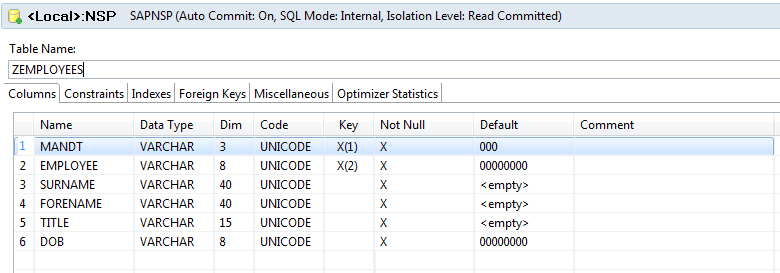 <Local>:NSP SAPNSP (Auto Commit: On, SQL Mode: Internal, Isolation Level: Read Committed)
Table Name:
ZEMPLOYEES
Columns Constraints Indexes Foreign Keys Miscellaneous Optimizer Statistics
Name Data Type Dim Code Key Not Null Default Comment
1 MANDT VARCHAR 3 UNICODE X(1) X 000
2 EMPLOYEE VARCHAR 8 UNICODE X(2) X 00000000
3 SURNAME VARCHAR 40 UNICODE X <empty>
4 FORENAME VARCHAR 40 UNICODE X <empty>
5 TITLE VARCHAR 15 UNICODE X <empty>
6 DOB VARCHAR 8 UNICODE X 00000000